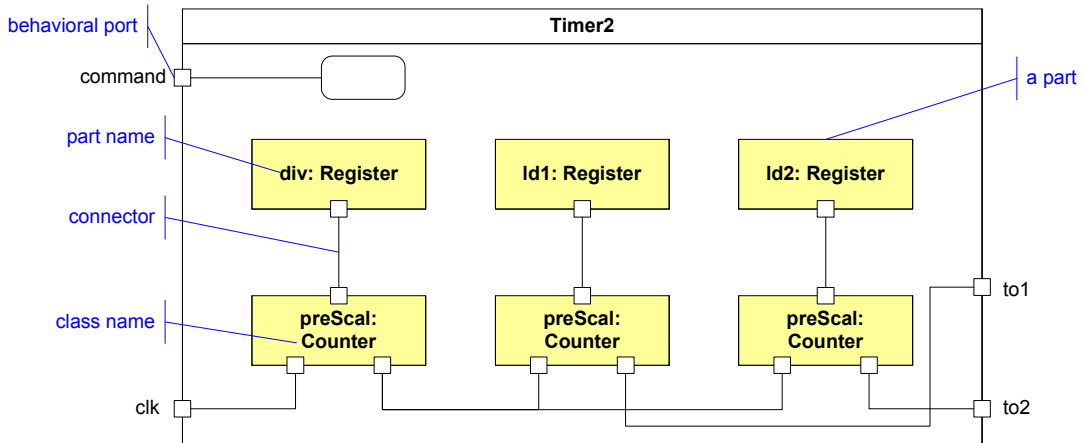 Timer2
behavioral port
command
a part
part name
div: Register
ld1: Register
ld2: Register
connector
to1
class name
preScal:
Counter
preScal:
Counter
preScal:
Counter
clk
to2